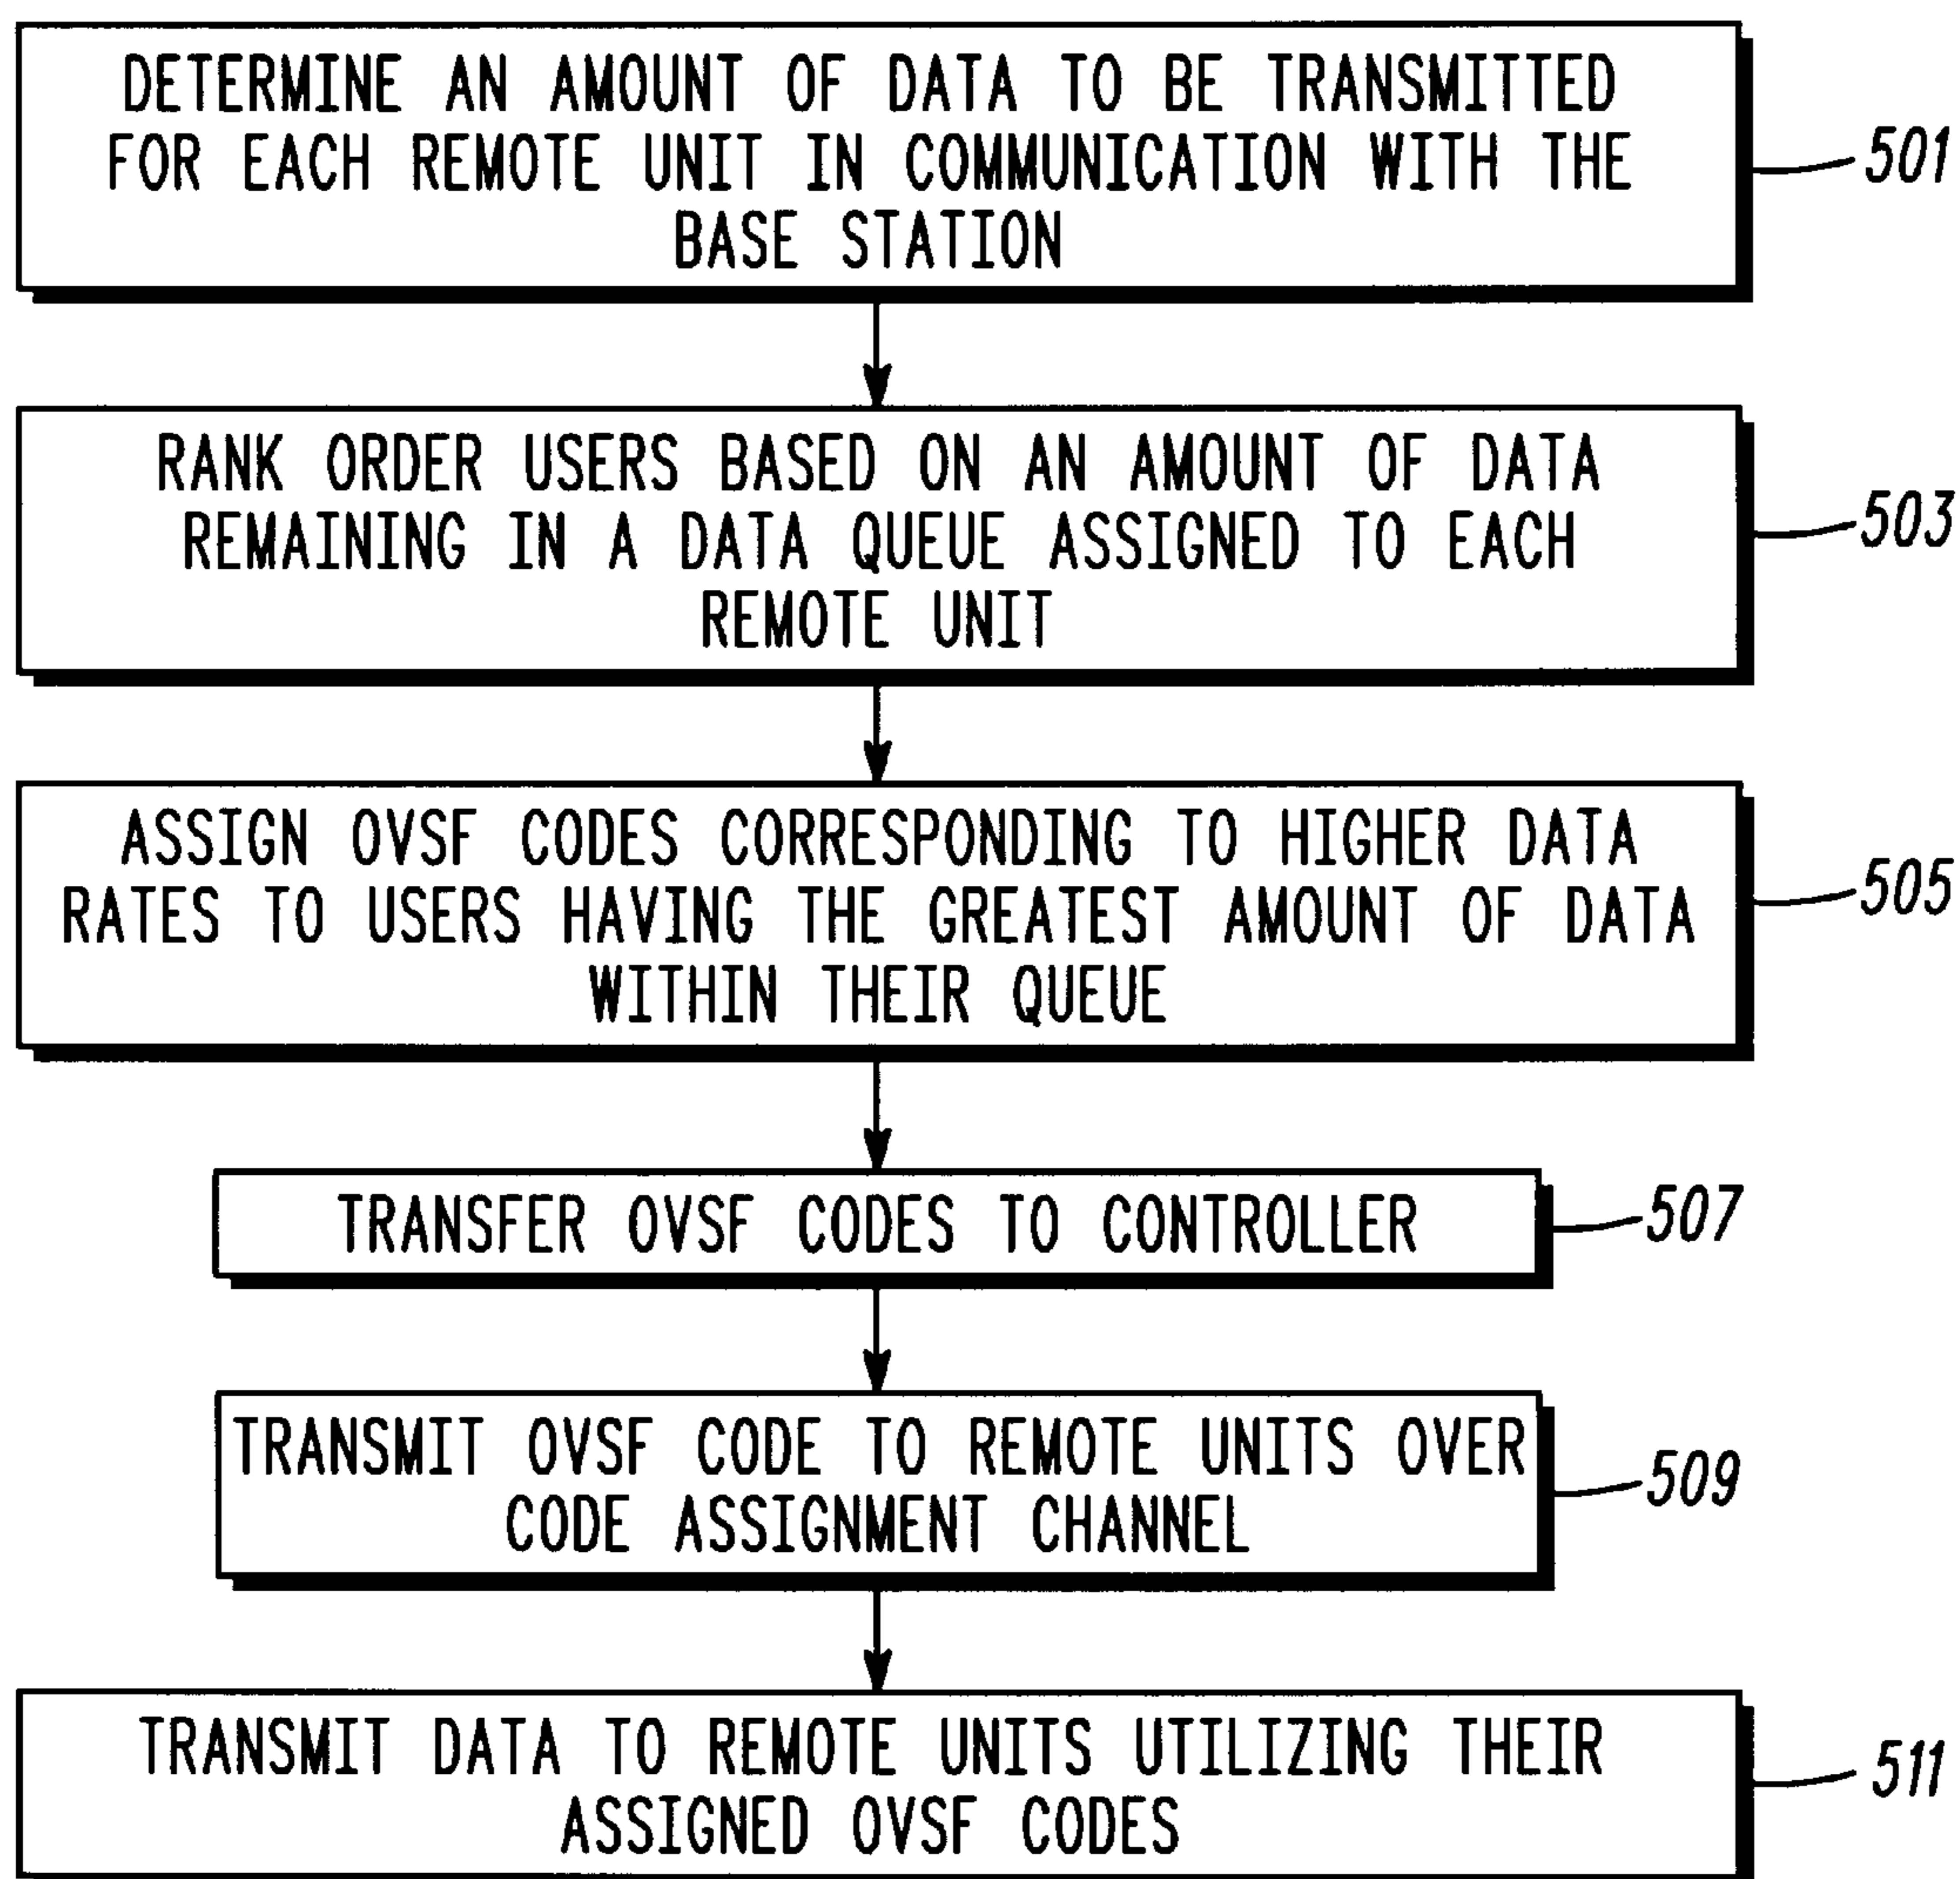 DETERMINE AN AMOUNT OF DATA TO BE TRANSMITTED
FOR EACH REMOTE UNIT IN COMMUNICATION WITH THE
BASE STATION
501
RANK ORDER USERS BASED ON AN AMOUNT OF DATA
REMAINING IN A DATA QUEUE ASSIGNED TO EACH
REMOTE UNIT
503
ASSIGN OVSF CODES CORRESPONDING TO HIGHER DATA
RATES TO USERS HAVING THE GREATEST AMOUNT OF DATA
WITHIN THEIR QUEUE
505
TRANSFER OVSF CODES TO CONTROLLER
507
TRANSMIT OVSF CODE TO REMOTE UNITS OVER
CODE ASSIGNMENT CHANNEL
509
TRANSMIT DATA TO REMOTE UNITS UTILIZING THEIR
ASSIGNED OVSF CODES
511